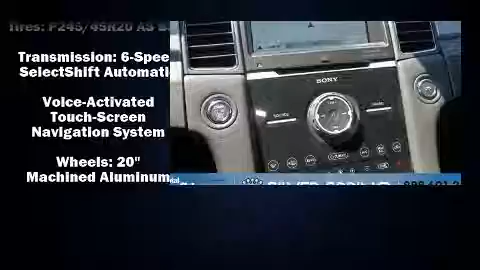 Tires: P245/45R20 AS B
Transmission: 6-Spee
SelectShift Automati
Voice-Activated
Touch-Screen
Navigation System
Wheels: 20"
Machined Aluminum
SONY